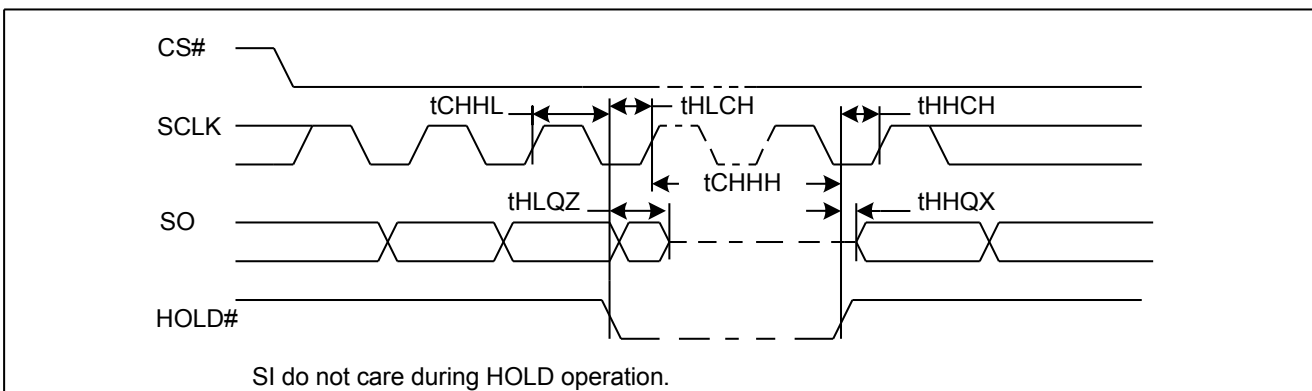 CS#
tCHHL tHLCH tHHCH
SCLK
tCHHH
tHLQZ tHHQX
SO
HOLD#
SI do not care during HOLD operation.